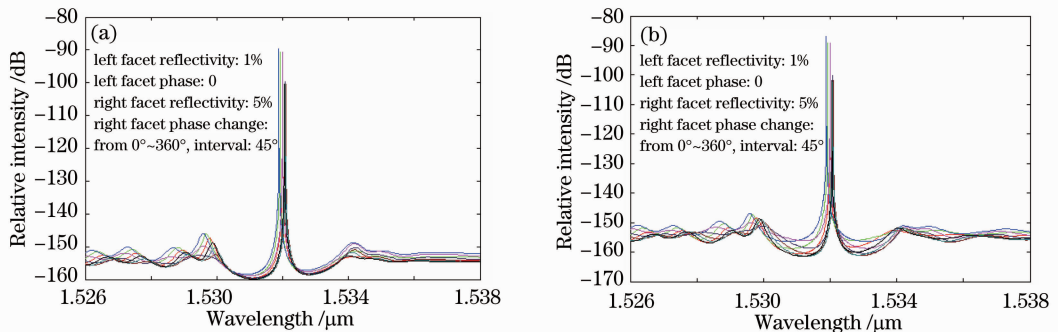 (a)
left facet reflectivity: 1%
left facet phase: 0
right facet reflectivity: 5%
right facet phase change:
from 0°~360°, interval: 45°
Relative intensity /dB
−80
−90
−100
−110
−120
−130
−140
−150
−160
1.526
1.530
1.534
1.538
Wavelength /μm
(b)
left facet reflectivity: 1%
left facet phase: 0
right facet reflectivity: 5%
right facet phase change:
from 0°~360°, interval: 45°
Relative intensity /dB
−80
−90
−100
−110
−120
−130
−140
−150
−160
−170
1.526
1.530
1.534
1.538
Wavelength /μm